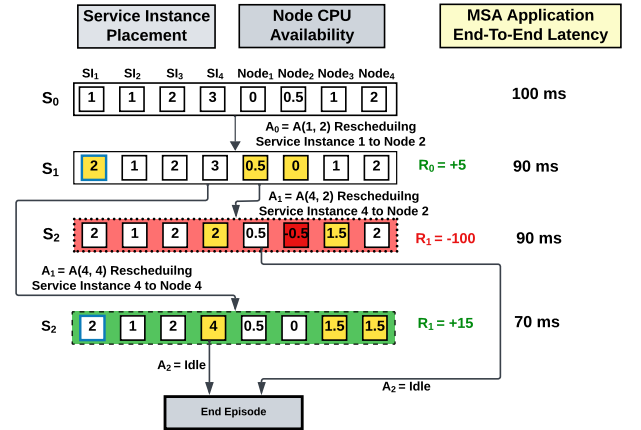 Service Instance Placement
Node CPU Availability
MSA Application End-To-End Latency
SI₁ SI₂ SI₃ SI₄ Node₁ Node₂ Node₃ Node₄
S₀ 1 1 2 3 0 0.5 1 2 100 ms
A₀ = A(1, 2) Rescheduilng
Service Instance 1 to Node 2
S₁ 2 1 2 3 0.5 0 1 2 R₀ = +5 90 ms
A₁ = A(4, 2) Rescheduilng
Service Instance 4 to Node 2
S₂ 2 1 2 2 0.5 -0.5 1.5 2 R₁ = -100 90 ms
A₁ = A(4, 4) Rescheduilng
Service Instance 4 to Node 4
S₂ 2 1 2 4 0.5 0 1.5 1.5 R₁ = +15 70 ms
A₂ = Idle
A₂ = Idle
End Episode